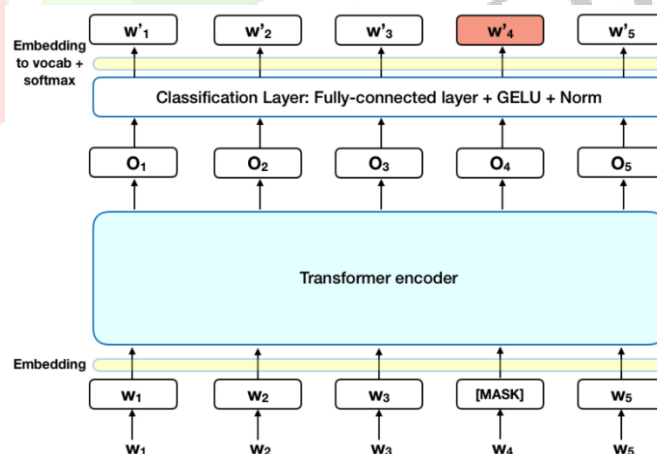 w'1 w'2 w'3 w'4 w'5
Embedding
to vocab +
softmax
Classification Layer: Fully-connected layer + GELU + Norm
O1 O2 O3 O4 O5
Transformer encoder
Embedding
W1 W2 W3 [MASK] W5
W1 W2 W3 W4 W5